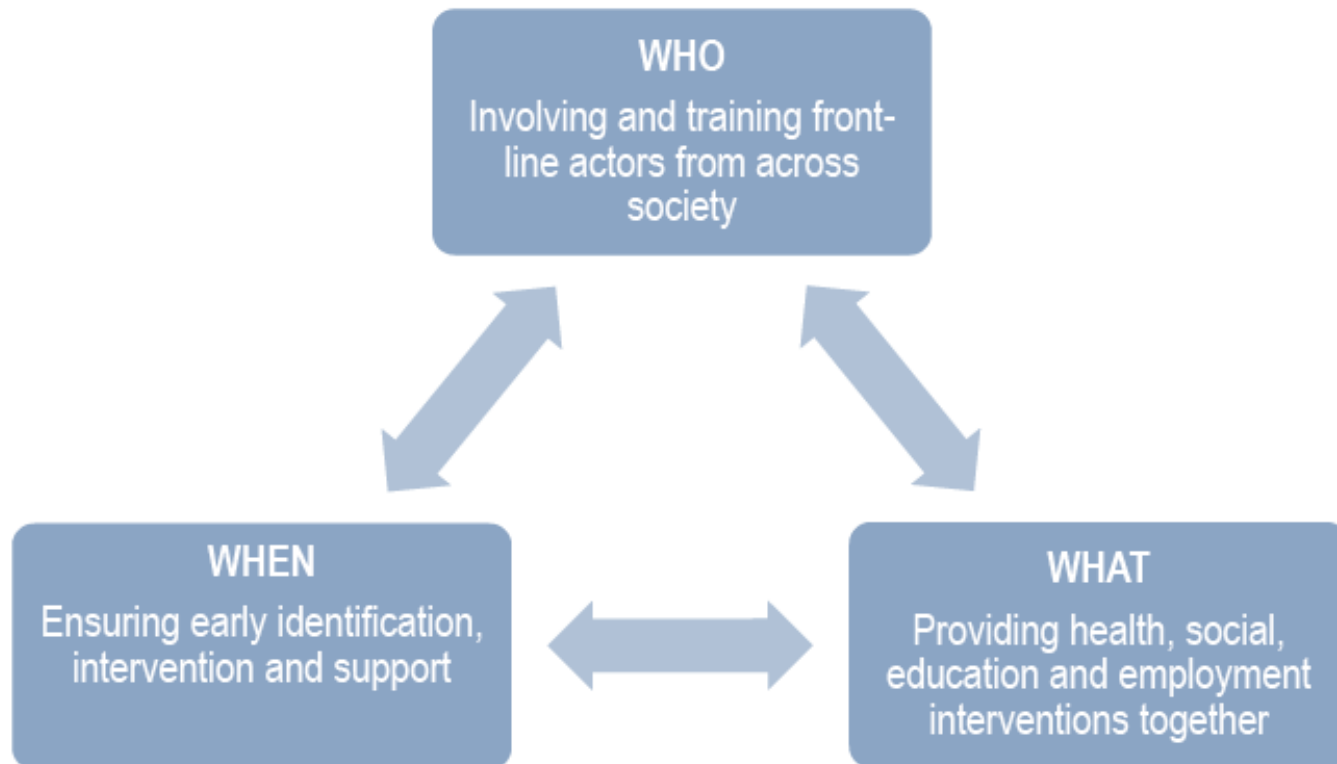 WHO
Involving and training front-
line actors from across
society
WHEN
Ensuring early identification,
intervention and support
WHAT
Providing health, social,
education and employment
interventions together